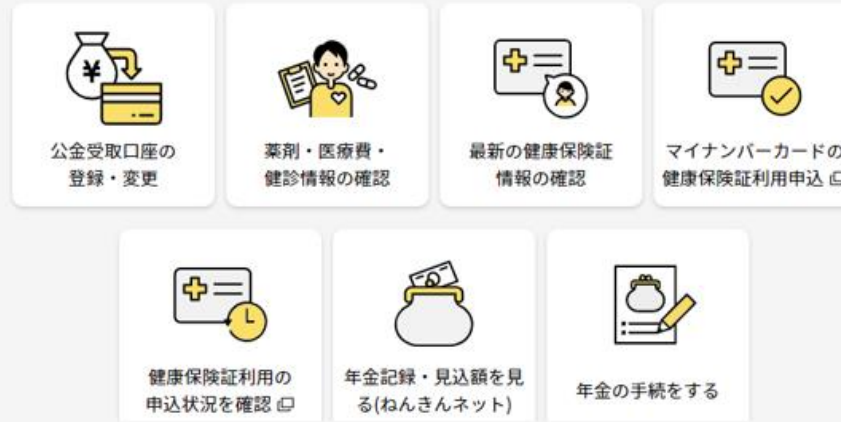 公金受取口座の
登録・変更
薬剤・医療費・
健診情報の確認
最新の健康保険証
情報の確認
マイナンバーカードの
健康保険証利用申込
健康保険証利用の
申込状況を確認
年金記録・見込額を見
る(ねんきんネット)
年金の手続をする